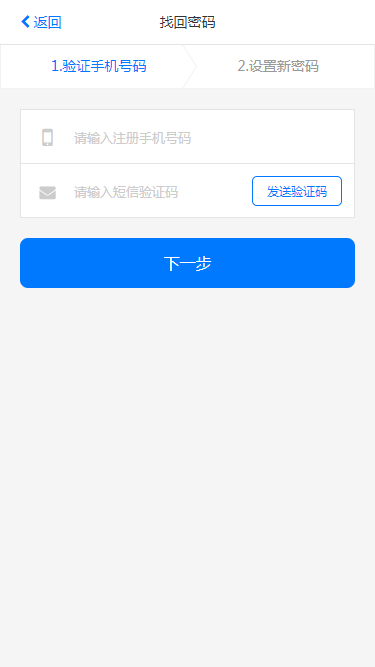 返回
找回密码
1.验证手机号码
2.设置新密码
请输入注册手机号码
请输入短信验证码
发送验证码
下一步